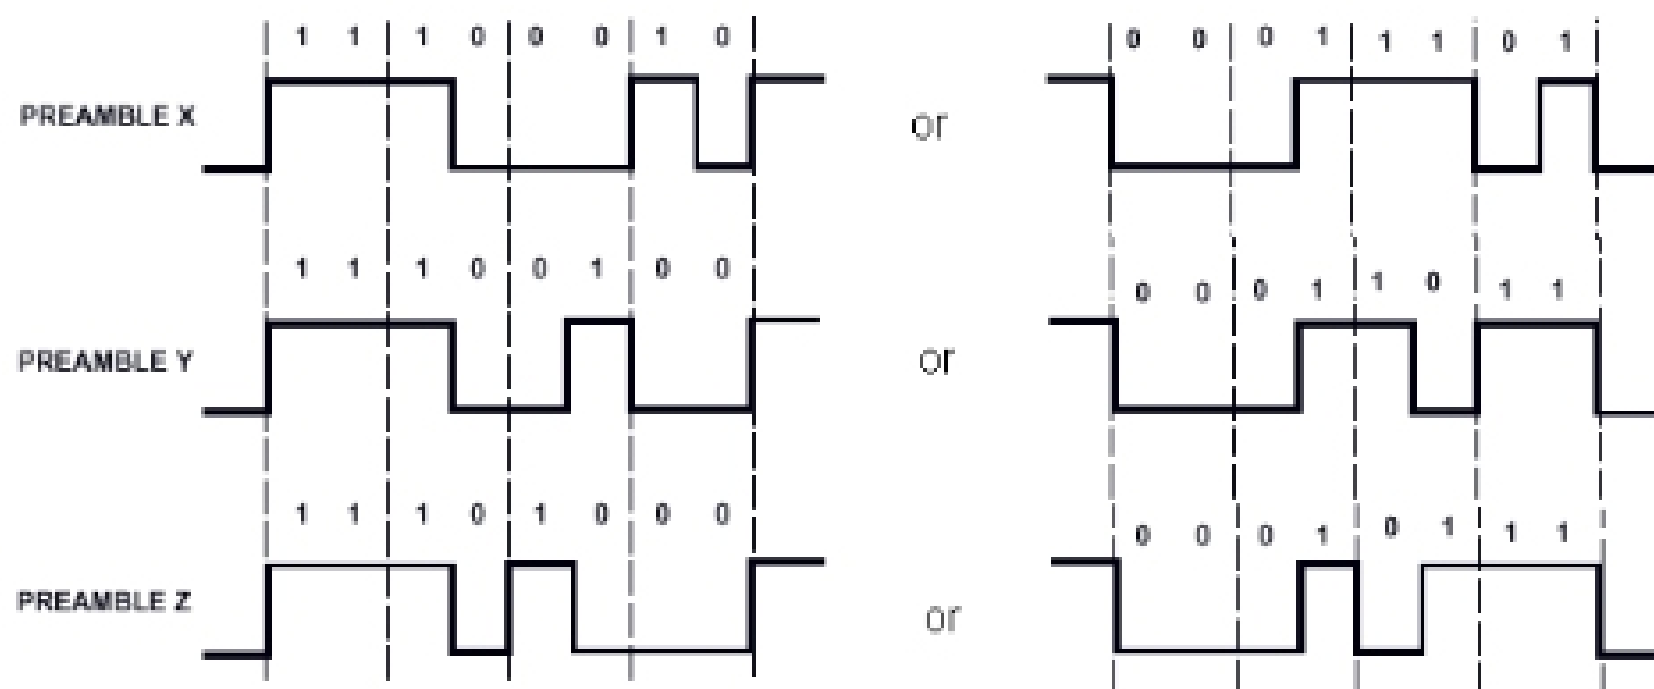 1 1 1 0 0 0 1 0 0 0 0 1 1 1 0 1
PREAMBLE X or
1 1 1 0 0 1 0 0 0 0 0 1 1 0 1 1
PREAMBLE Y or
1 1 1 0 1 0 0 0 0 0 0 1 0 1 1 1
PREAMBLE Z or